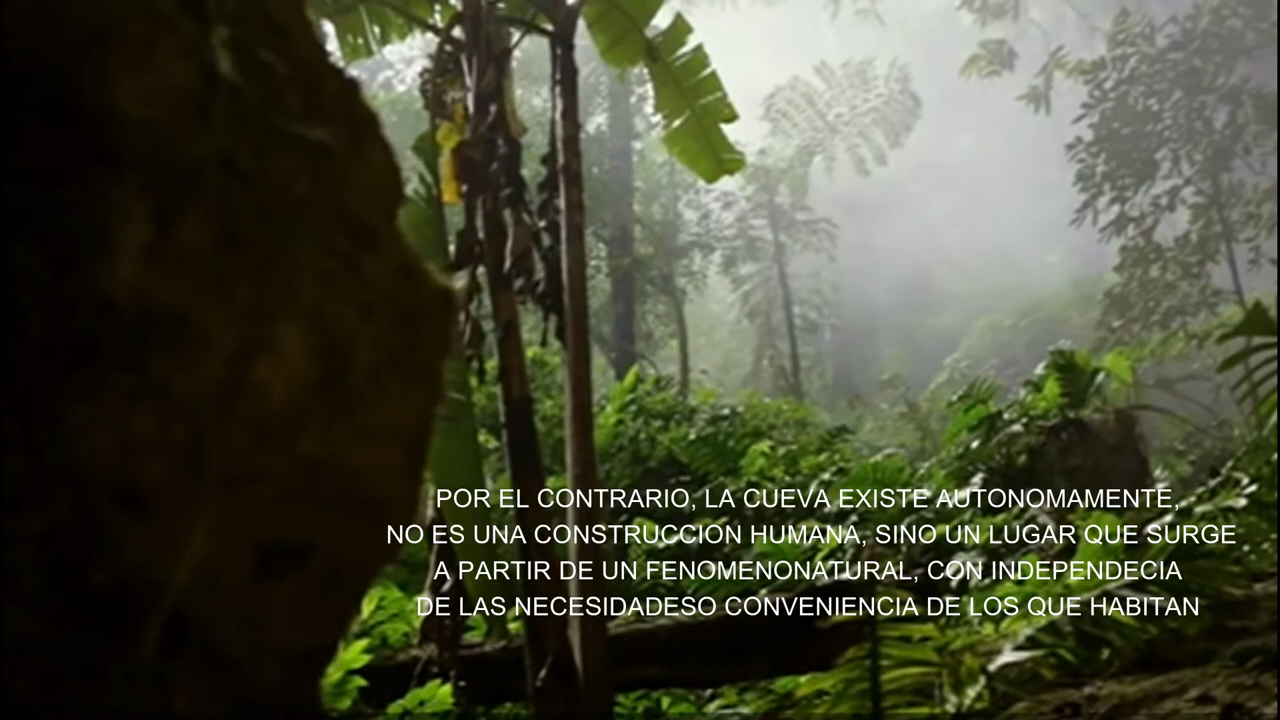 POR EL CONTRARIO, LA CUEVA EXISTE AUTONOMAMENTE,
NO ES UNA CONSTRUCCION HUMANA, SINO UN LUGAR QUE SURGE
A PARTIR DE UN FENOMENONATURAL, CON INDEPENDECIA
DE LAS NECESIDADESO CONVENIENCIA DE LOS QUE HABITAN